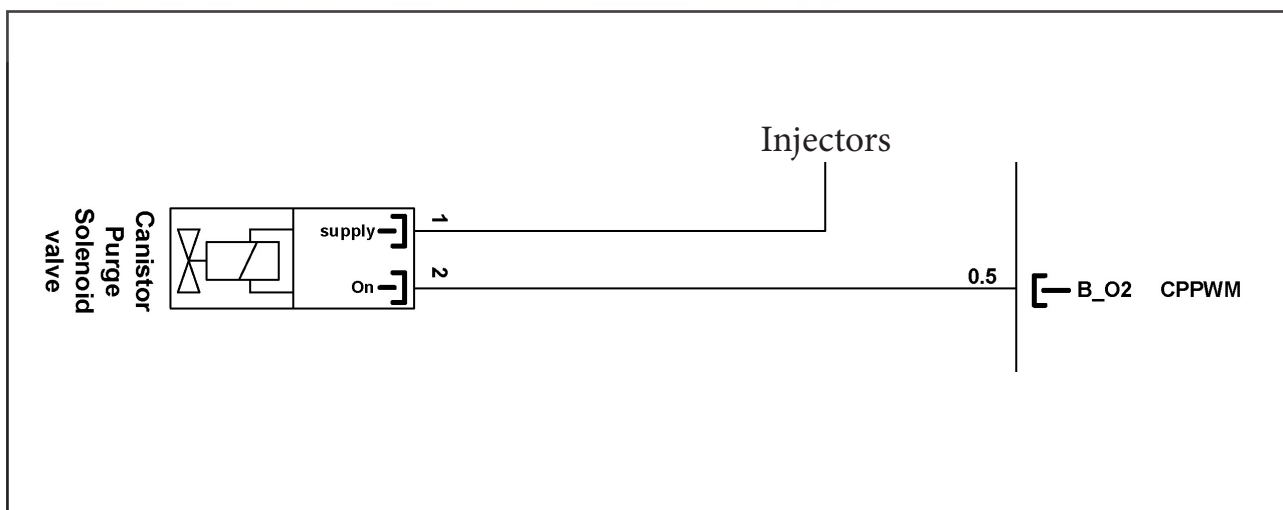 Injectors
Canistor
Purge
Solenoid
valve
supply
1
On
2
0.5
B_O2 CPPWM